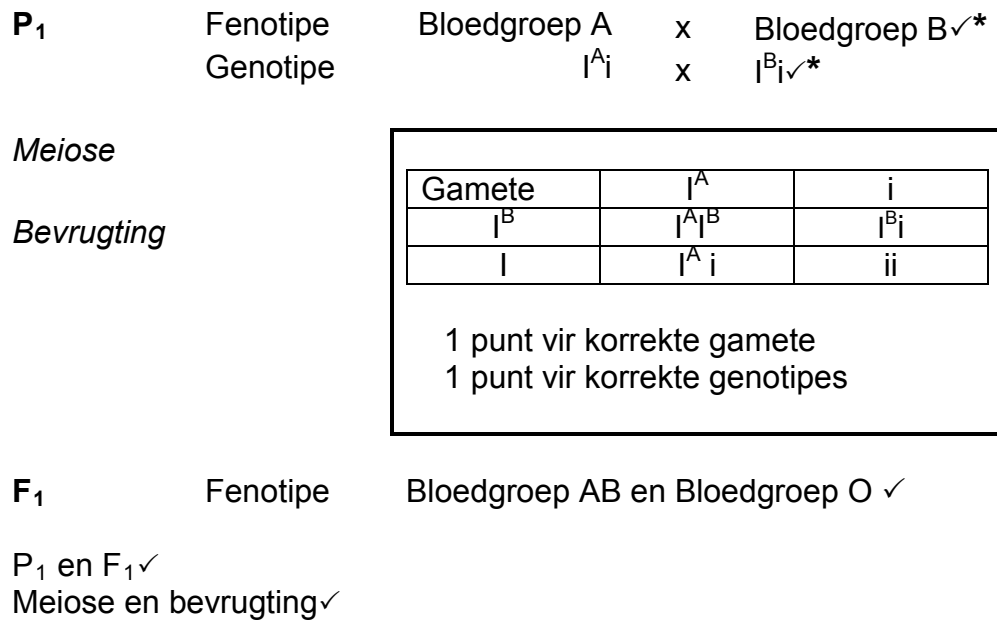 P₁ Fenotipe Bloedgroep A x Bloedgroep B✓*
Genotipe Iᴬi x Iᴮi✓*
Meiose
Gamete Iᴬ i
Bevrugting Iᴮ IᴬIᴮ Iᴮi
I Iᴬ i ii
1 punt vir korrekte gamete
1 punt vir korrekte genotipes
F₁ Fenotipe Bloedgroep AB en Bloedgroep O ✓
P₁ en F₁✓
Meiose en bevrugting✓